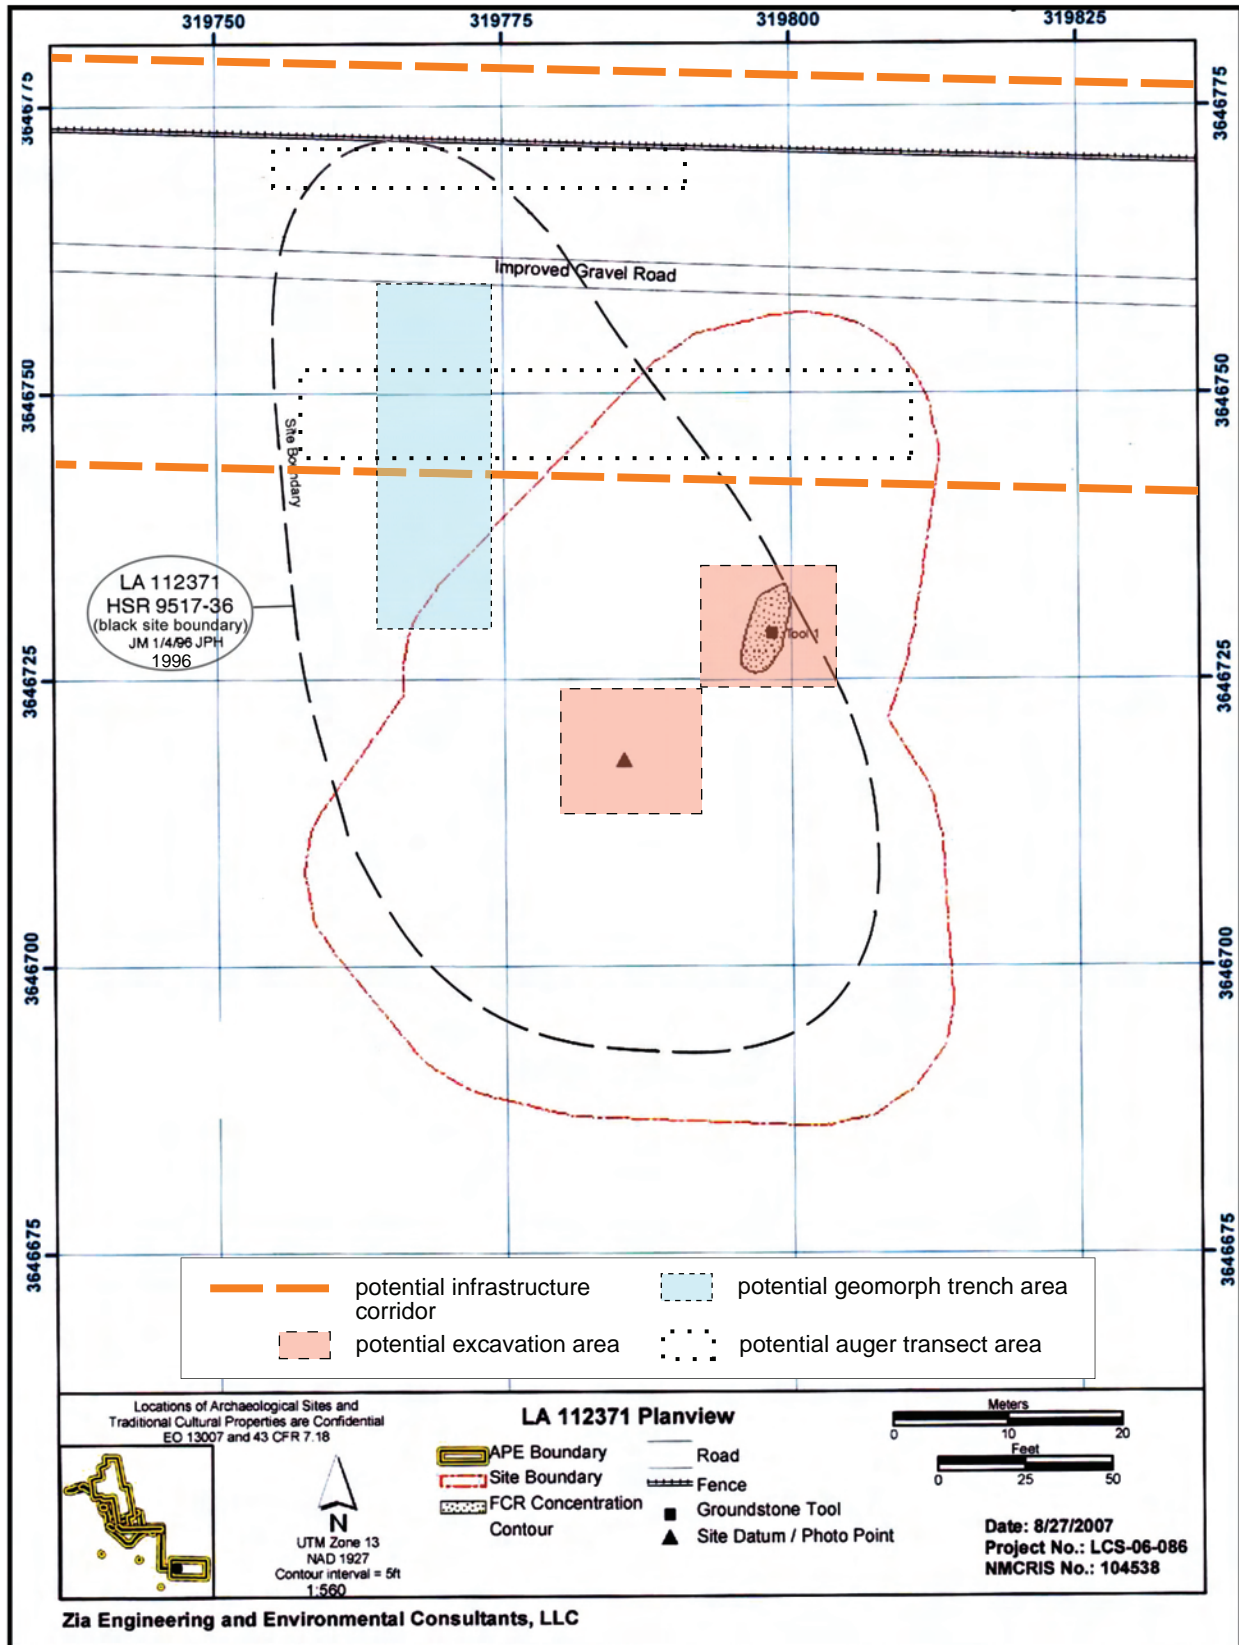 319750 319775 319800 319825
3646775 3646775
Improved Gravel Road
3646750 3646750
Site Boundary
LA 112371
HSR 9517-36
(black site boundary)
JM 1/4/96 JPH
1996
Tool 1
3646725 3646725
3646700 3646700
3646675 3646675
potential infrastructure
corridor
potential geomorph trench area
potential excavation area
potential auger transect area
Locations of Archaeological Sites and
Traditional Cultural Properties are Confidential
EO 13007 and 43 CFR 7.18
N
UTM Zone 13
NAD 1927
Contour interval = 5ft
1:560
LA 112371 Planview
APE Boundary
Site Boundary
FCR Concentration
Contour
Road
Fence
Groundstone Tool
Site Datum / Photo Point
Meters
0 10 20
Feet
0 25 50
Date: 8/27/2007
Project No.: LCS-06-086
NMCRIS No.: 104538
Zia Engineering and Environmental Consultants, LLC